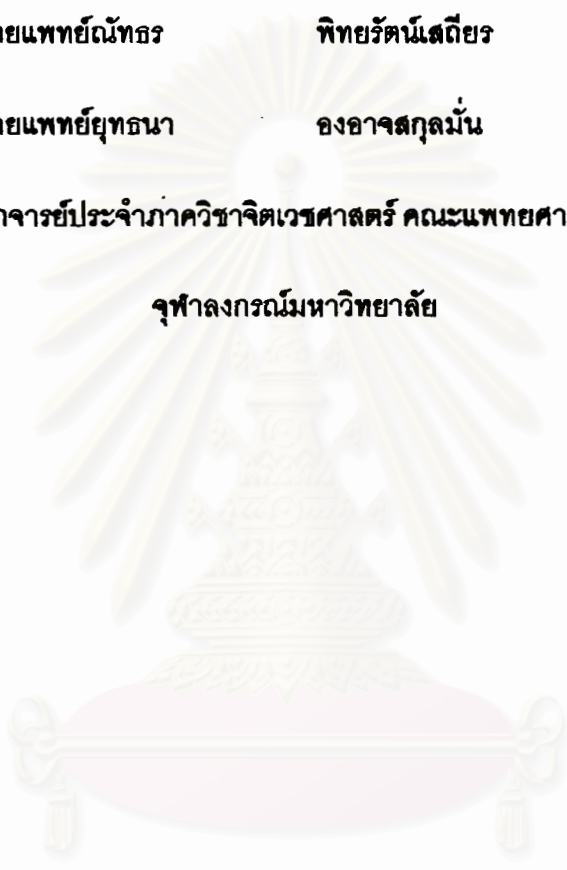 ายแพทย์ณัทธร พิทยรัตน์เสถียร
ายแพทย์ยุทธนา องอาจสกุลมั่น
าจารย์ประจำภาควิชาจิตเวชศาสตร์ คณะแพทยศา
จุฬาลงกรณ์มหาวิทยาลัย